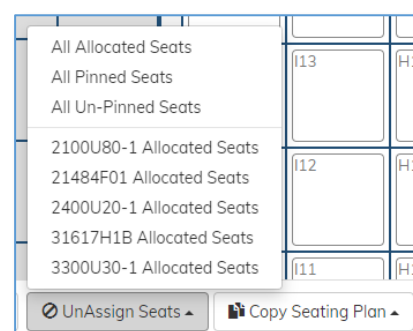 All Allocated Seats
All Pinned Seats
All Un-Pinned Seats
2100U80-1 Allocated Seats
21484F01 Allocated Seats
2400U20-1 Allocated Seats
31617H1B Allocated Seats
3300U30-1 Allocated Seats
I13
I12
I11
UnAssign Seats
Copy Seating Plan